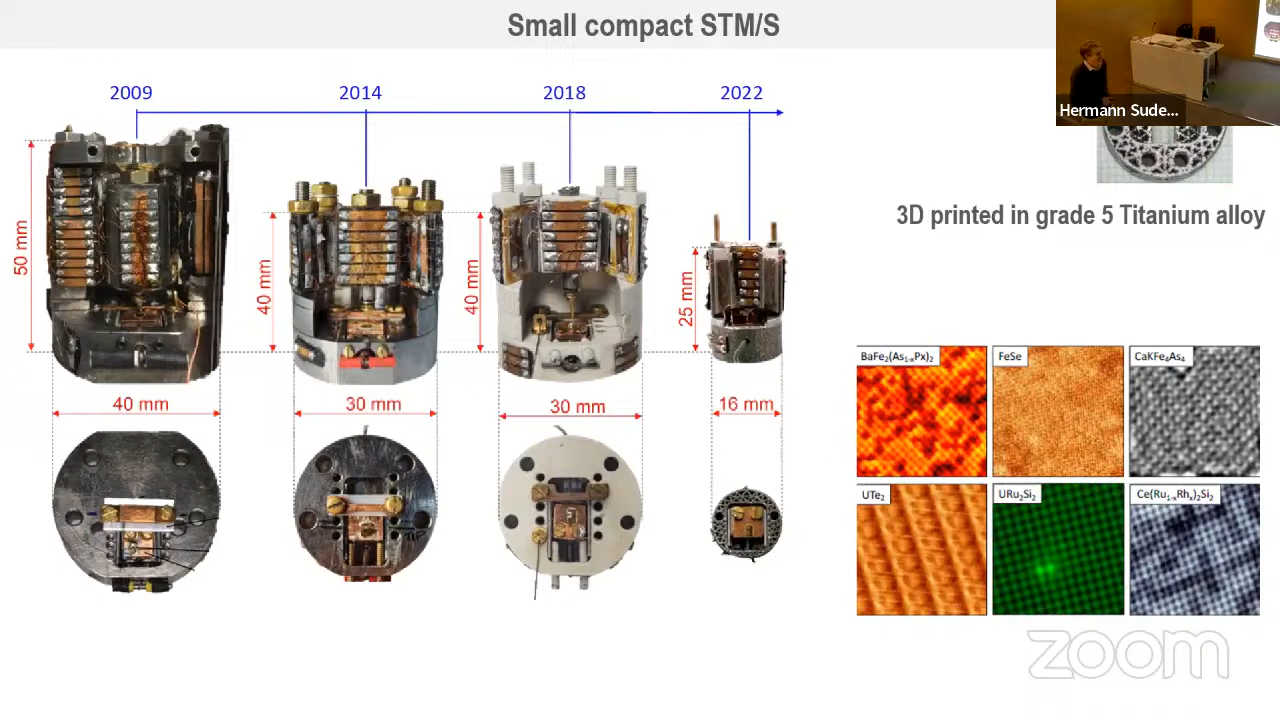 Small compact STM/S
Hermann Sude...
2009
2014
2018
2022
50 mm
40 mm
40 mm
25 mm
3D printed in grade 5 Titanium alloy
40 mm
30 mm
30 mm
16 mm
BaFe₂(As₁₋ₓPx)₂
FeSe
CaKFe₄As₄
UTe₂
URu₂Si₂
Ce(Ru₁₋ₓRhₓ)₂Si₂
zoom